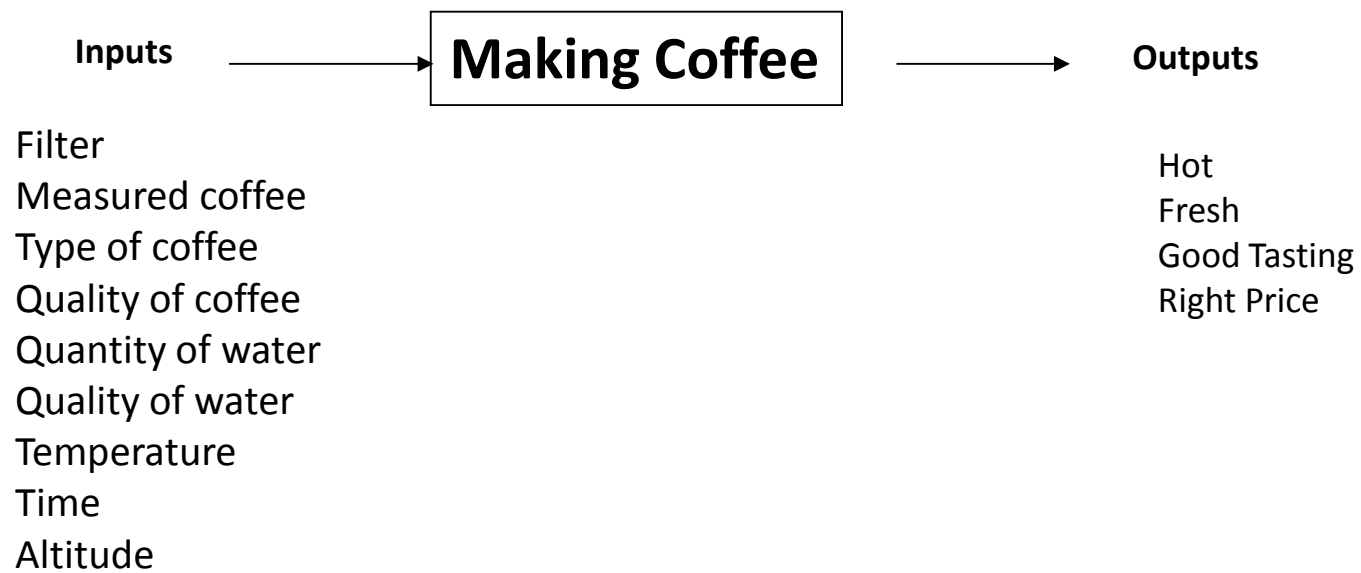 Inputs
Making Coffee
Outputs
Filter
Measured coffee
Type of coffee
Quality of coffee
Quantity of water
Quality of water
Temperature
Time
Altitude
Hot
Fresh
Good Tasting
Right Price